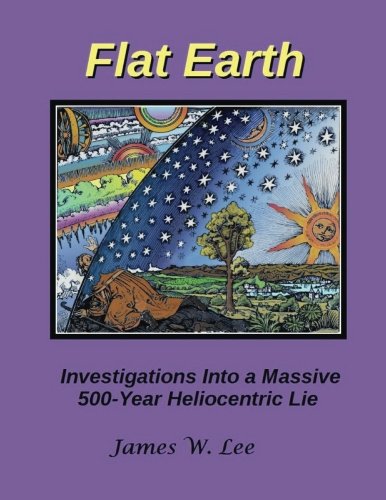 Flat Earth
Investigations Into a Massive
500-Year Heliocentric Lie
James W. Lee